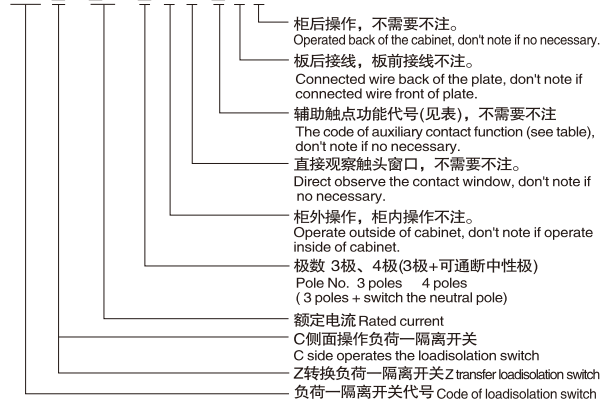 柜后操作，不需要不注。
Operated back of the cabinet, don't note if no necessary.
板后接线，板前接线不注。
Connected wire back of the plate, don't note if
connected wire front of plate.
辅助触点功能代号(见表)，不需要不注
The code of auxiliary contact function (see table),
don't note if no necessary.
直接观察触头窗口，不需要不注。
Direct observe the contact window, don't note if
no necessary.
柜外操作，柜内操作不注。
Operate outside of cabinet, don't note if operate
inside of cabinet.
极数 3极、4极(3极+可通断中性极)
Pole No. 3 poles 4 poles
( 3 poles + switch the neutral pole)
额定电流 Rated current
C侧面操作负荷一隔离开关
C side operates the loadisolation switch
Z转换负荷一隔离开关 Z transfer loadisolation switch
负荷一隔离开关代号 Code of loadisolation switch